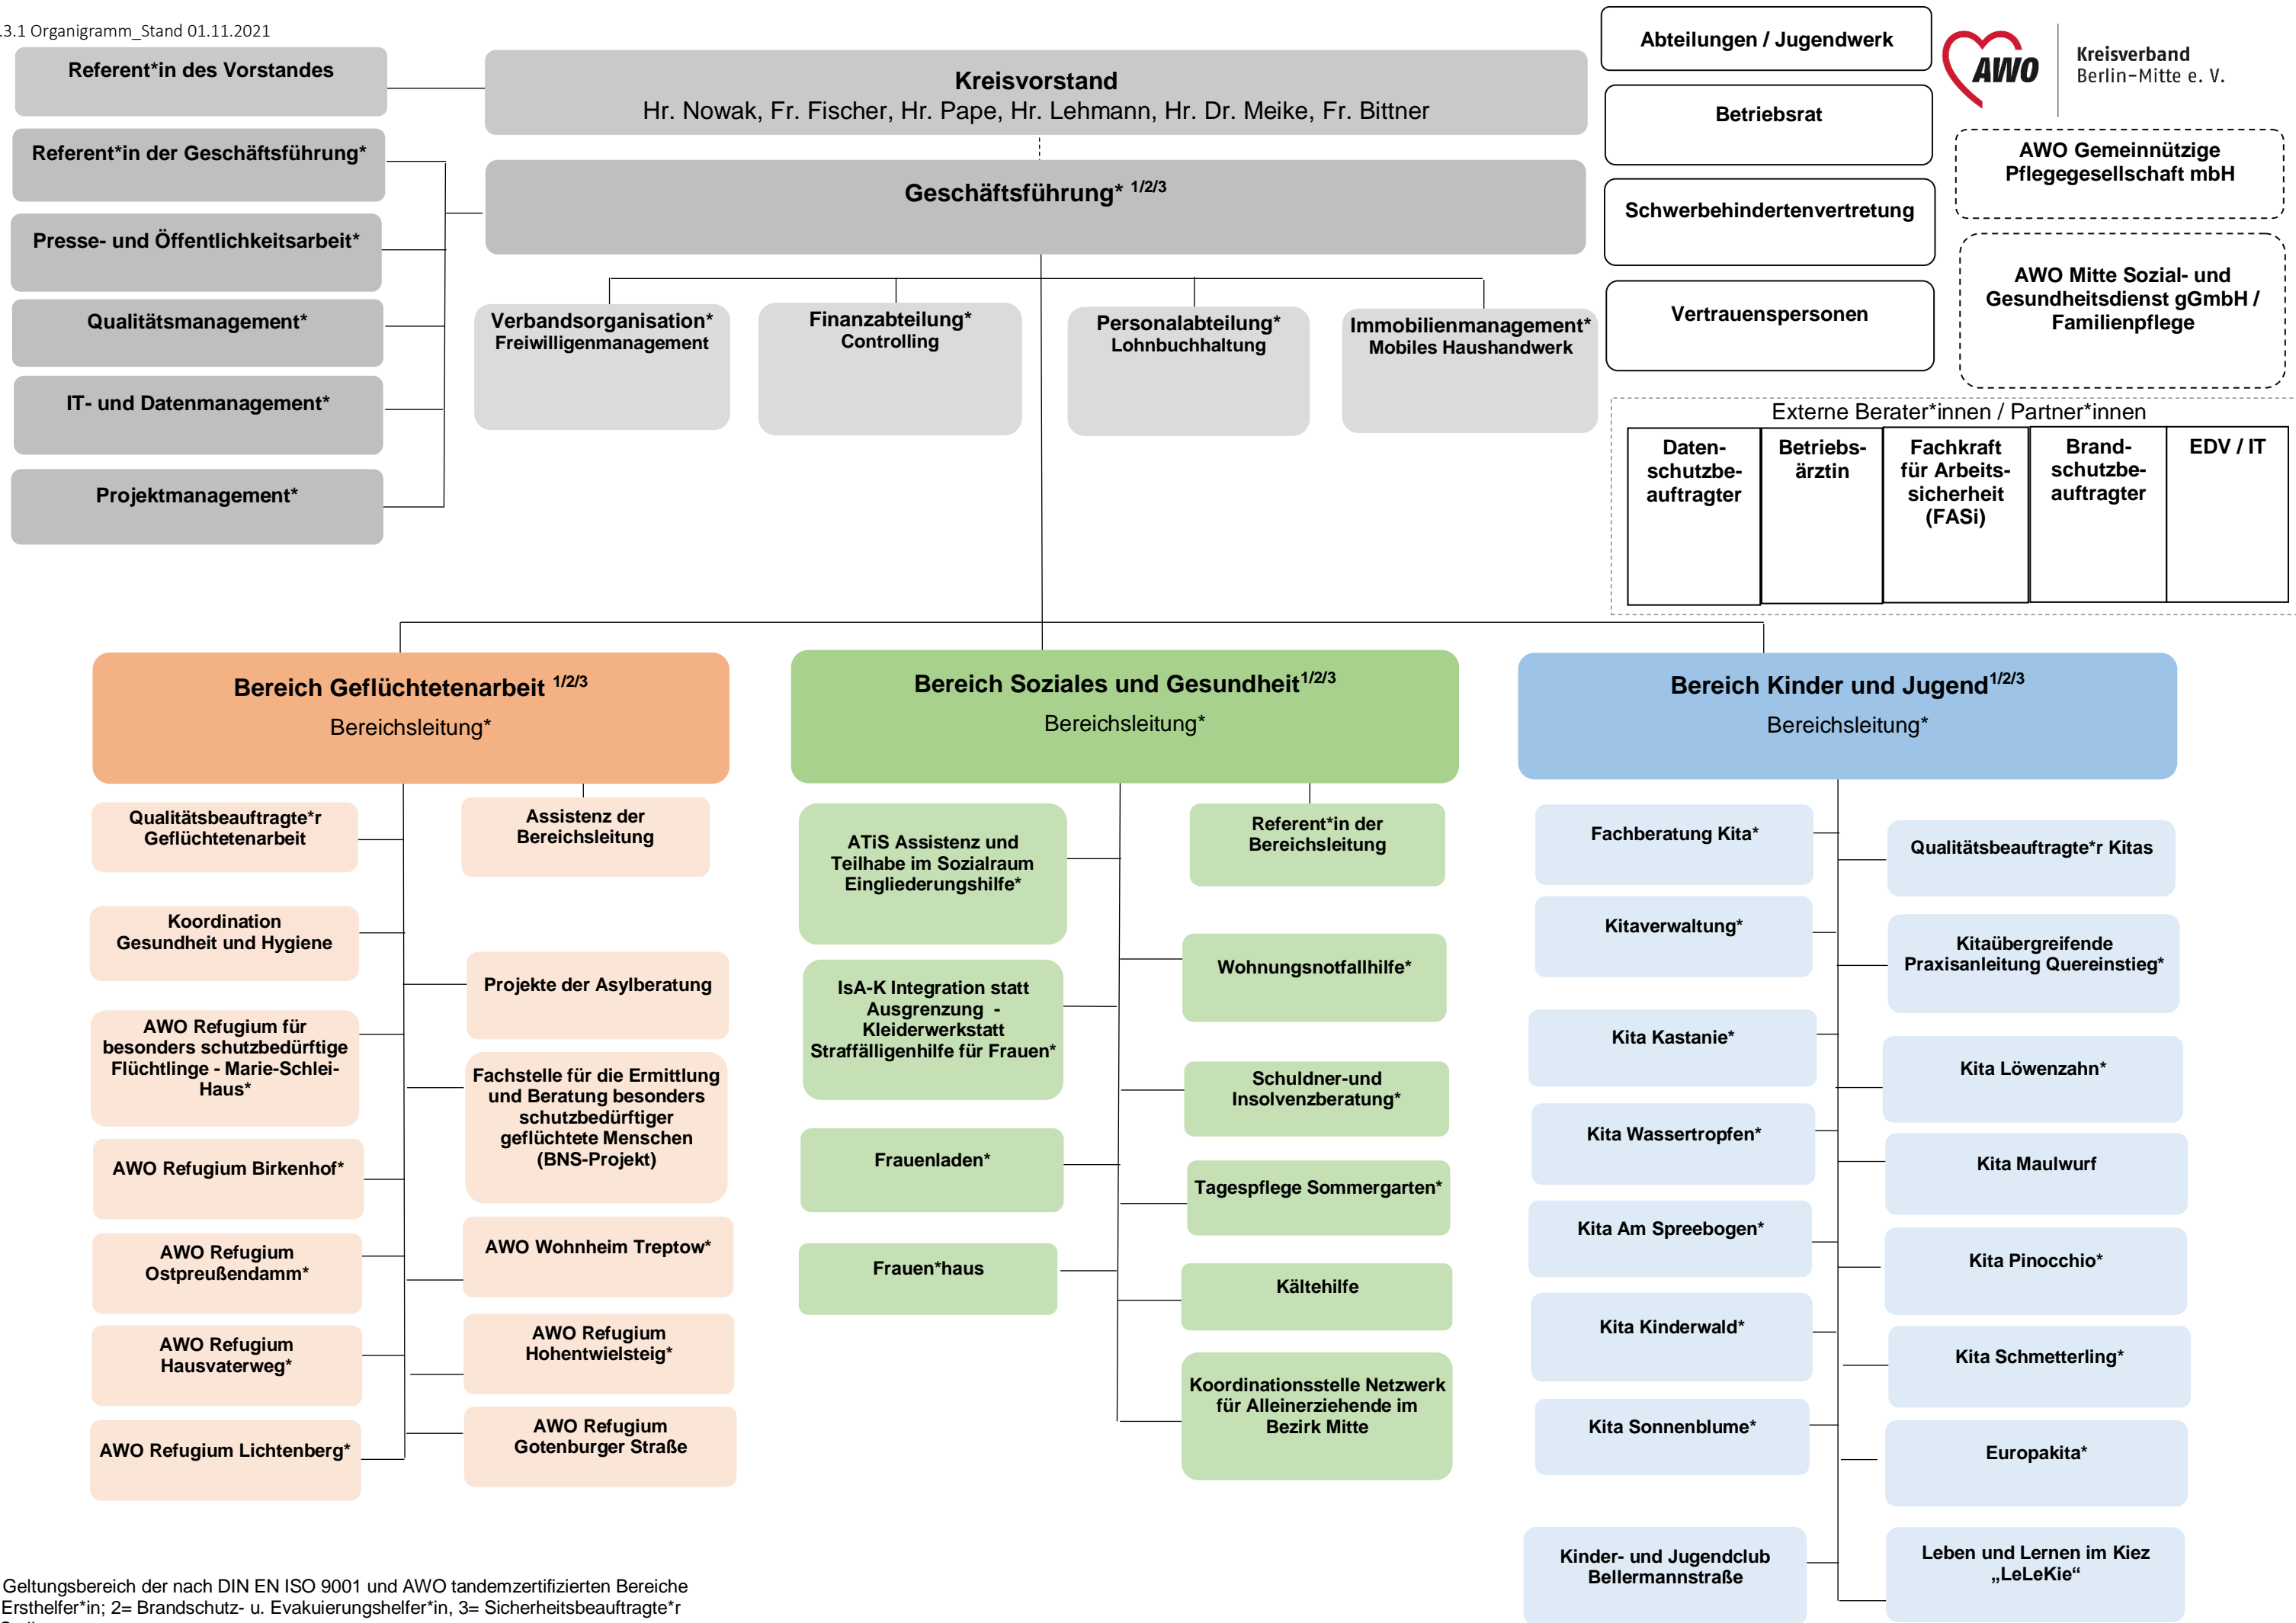 .3.1 Organigramm_Stand 01.11.2021
Referent*in des Vorstandes
Kreisvorstand
Hr. Nowak, Fr. Fischer, Hr. Pape, Hr. Lehmann, Hr. Dr. Meike, Fr. Bittner
Referent*in der Geschäftsführung*
Geschäftsführung* 1/2/3
Presse- und Öffentlichkeitsarbeit*
Qualitätsmanagement*
IT- und Datenmanagement*
Projektmanagement*
Verbandsorganisation*
Freiwilligenmanagement
Finanzabteilung*
Controlling
Personalabteilung*
Lohnbuchhaltung
Immobilienmanagement*
Mobiles Haushandwerk
Abteilungen / Jugendwerk
Betriebsrat
Schwerbehindertenvertretung
Vertrauenspersonen
AWO
Kreisverband
Berlin-Mitte e. V.
AWO Gemeinnützige
Pflegegesellschaft mbH
AWO Mitte Sozial- und
Gesundheitsdienst gGmbH /
Familienpflege
Externe Berater*innen / Partner*innen
Daten-
schutzbe-
auftragter
Betriebs-
ärztin
Fachkraft
für Arbeits-
sicherheit
(FASi)
Brand-
schutzbe-
auftragter
EDV / IT
Bereich Geflüchtetenarbeit 1/2/3
Bereichsleitung*
Qualitätsbeauftragte*r
Geflüchtetenarbeit
Assistenz der
Bereichsleitung
Koordination
Gesundheit und Hygiene
Projekte der Asylberatung
AWO Refugium für
besonders schutzbedürftige
Flüchtlinge - Marie-Schlei-
Haus*
Fachstelle für die Ermittlung
und Beratung besonders
schutzbedürftiger
geflüchtete Menschen
(BNS-Projekt)
AWO Refugium Birkenhof*
AWO Refugium
Ostpreußendamm*
AWO Wohnheim Treptow*
AWO Refugium
Hausvaterweg*
AWO Refugium
Hohentwielsteig*
AWO Refugium Lichtenberg*
AWO Refugium
Gotenburger Straße
Bereich Soziales und Gesundheit1/2/3
Bereichsleitung*
ATiS Assistenz und
Teilhabe im Sozialraum
Eingliederungshilfe*
Referent*in der
Bereichsleitung
IsA-K Integration statt
Ausgrenzung -
Kleiderwerkstatt
Straffälligenhilfe für Frauen*
Wohnungsnotfallhilfe*
Schuldner-und
Insolvenzberatung*
Frauenladen*
Tagespflege Sommergarten*
Frauen*haus
Kältehilfe
Koordinationsstelle Netzwerk
für Alleinerziehende im
Bezirk Mitte
Bereich Kinder und Jugend1/2/3
Bereichsleitung*
Fachberatung Kita*
Qualitätsbeauftragte*r Kitas
Kitaverwaltung*
Kitaübergreifende
Praxisanleitung Quereinstieg*
Kita Kastanie*
Kita Löwenzahn*
Kita Wassertropfen*
Kita Maulwurf
Kita Am Spreebogen*
Kita Pinocchio*
Kita Kinderwald*
Kita Schmetterling*
Kita Sonnenblume*
Europakita*
Kinder- und Jugendclub
Bellermannstraße
Leben und Lernen im Kiez
„LeLeKie“
Geltungsbereich der nach DIN EN ISO 9001 und AWO tandemzertifizierten Bereiche
Ersthelfer*in; 2= Brandschutz- u. Evakuierungshelfer*in, 3= Sicherheitsbeauftragte*r